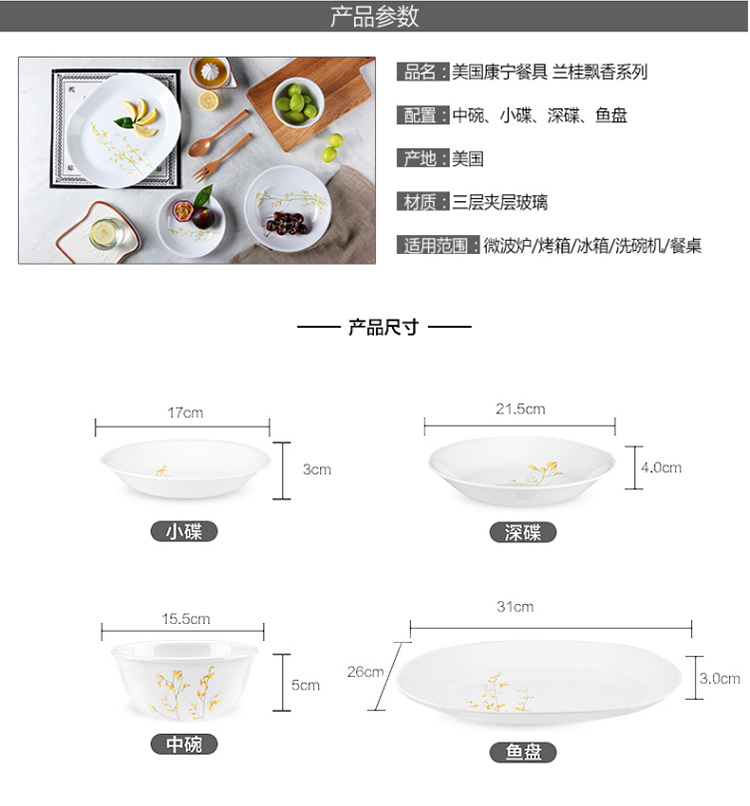 产品参数
品名：美国康宁餐具 兰桂飘香系列
配置：中碗、小碟、深碟、鱼盘
产地：美国
材质：三层夹层玻璃
适用范围：微波炉/烤箱/冰箱/洗碗机/餐桌
产品尺寸
17cm
3cm
小碟
21.5cm
4.0cm
深碟
15.5cm
5cm
中碗
31cm
26cm
3.0cm
鱼盘